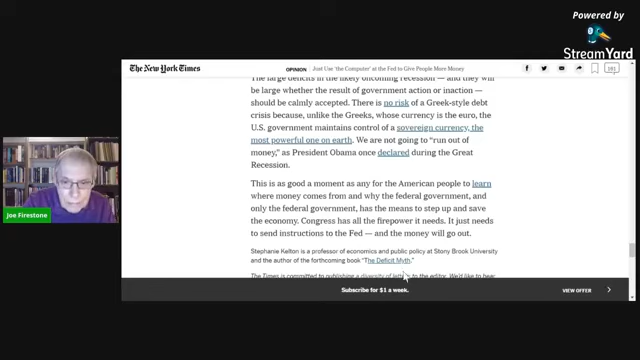 Powered by
StreamYard
The New York Times
OPINION | Just Use 'the Computer' at the Fed to Give People More Money
181
The large deficits in the likely oncoming recession — and they will
be large whether the result of government action or inaction —
should be calmly accepted. There is no risk of a Greek-style debt
crisis because, unlike the Greeks, whose currency is the euro, the
U.S. government maintains control of a sovereign currency, the
most powerful one on earth. We are not going to “run out of
money,” as President Obama once declared during the Great
Recession.
This is as good a moment as any for the American people to learn
where money comes from and why the federal government, and
only the federal government, has the means to step up and save
the economy. Congress has all the firepower it needs. It just needs
to send instructions to the Fed — and the money will go out.
Stephanie Kelton is a professor of economics and public policy at Stony Brook University
and the author of the forthcoming book “The Deficit Myth.”
The Times is committed to publishing a diversity of letters to the editor. We'd like to hear
Subscribe for $1 a week.
VIEW OFFER
Joe Firestone